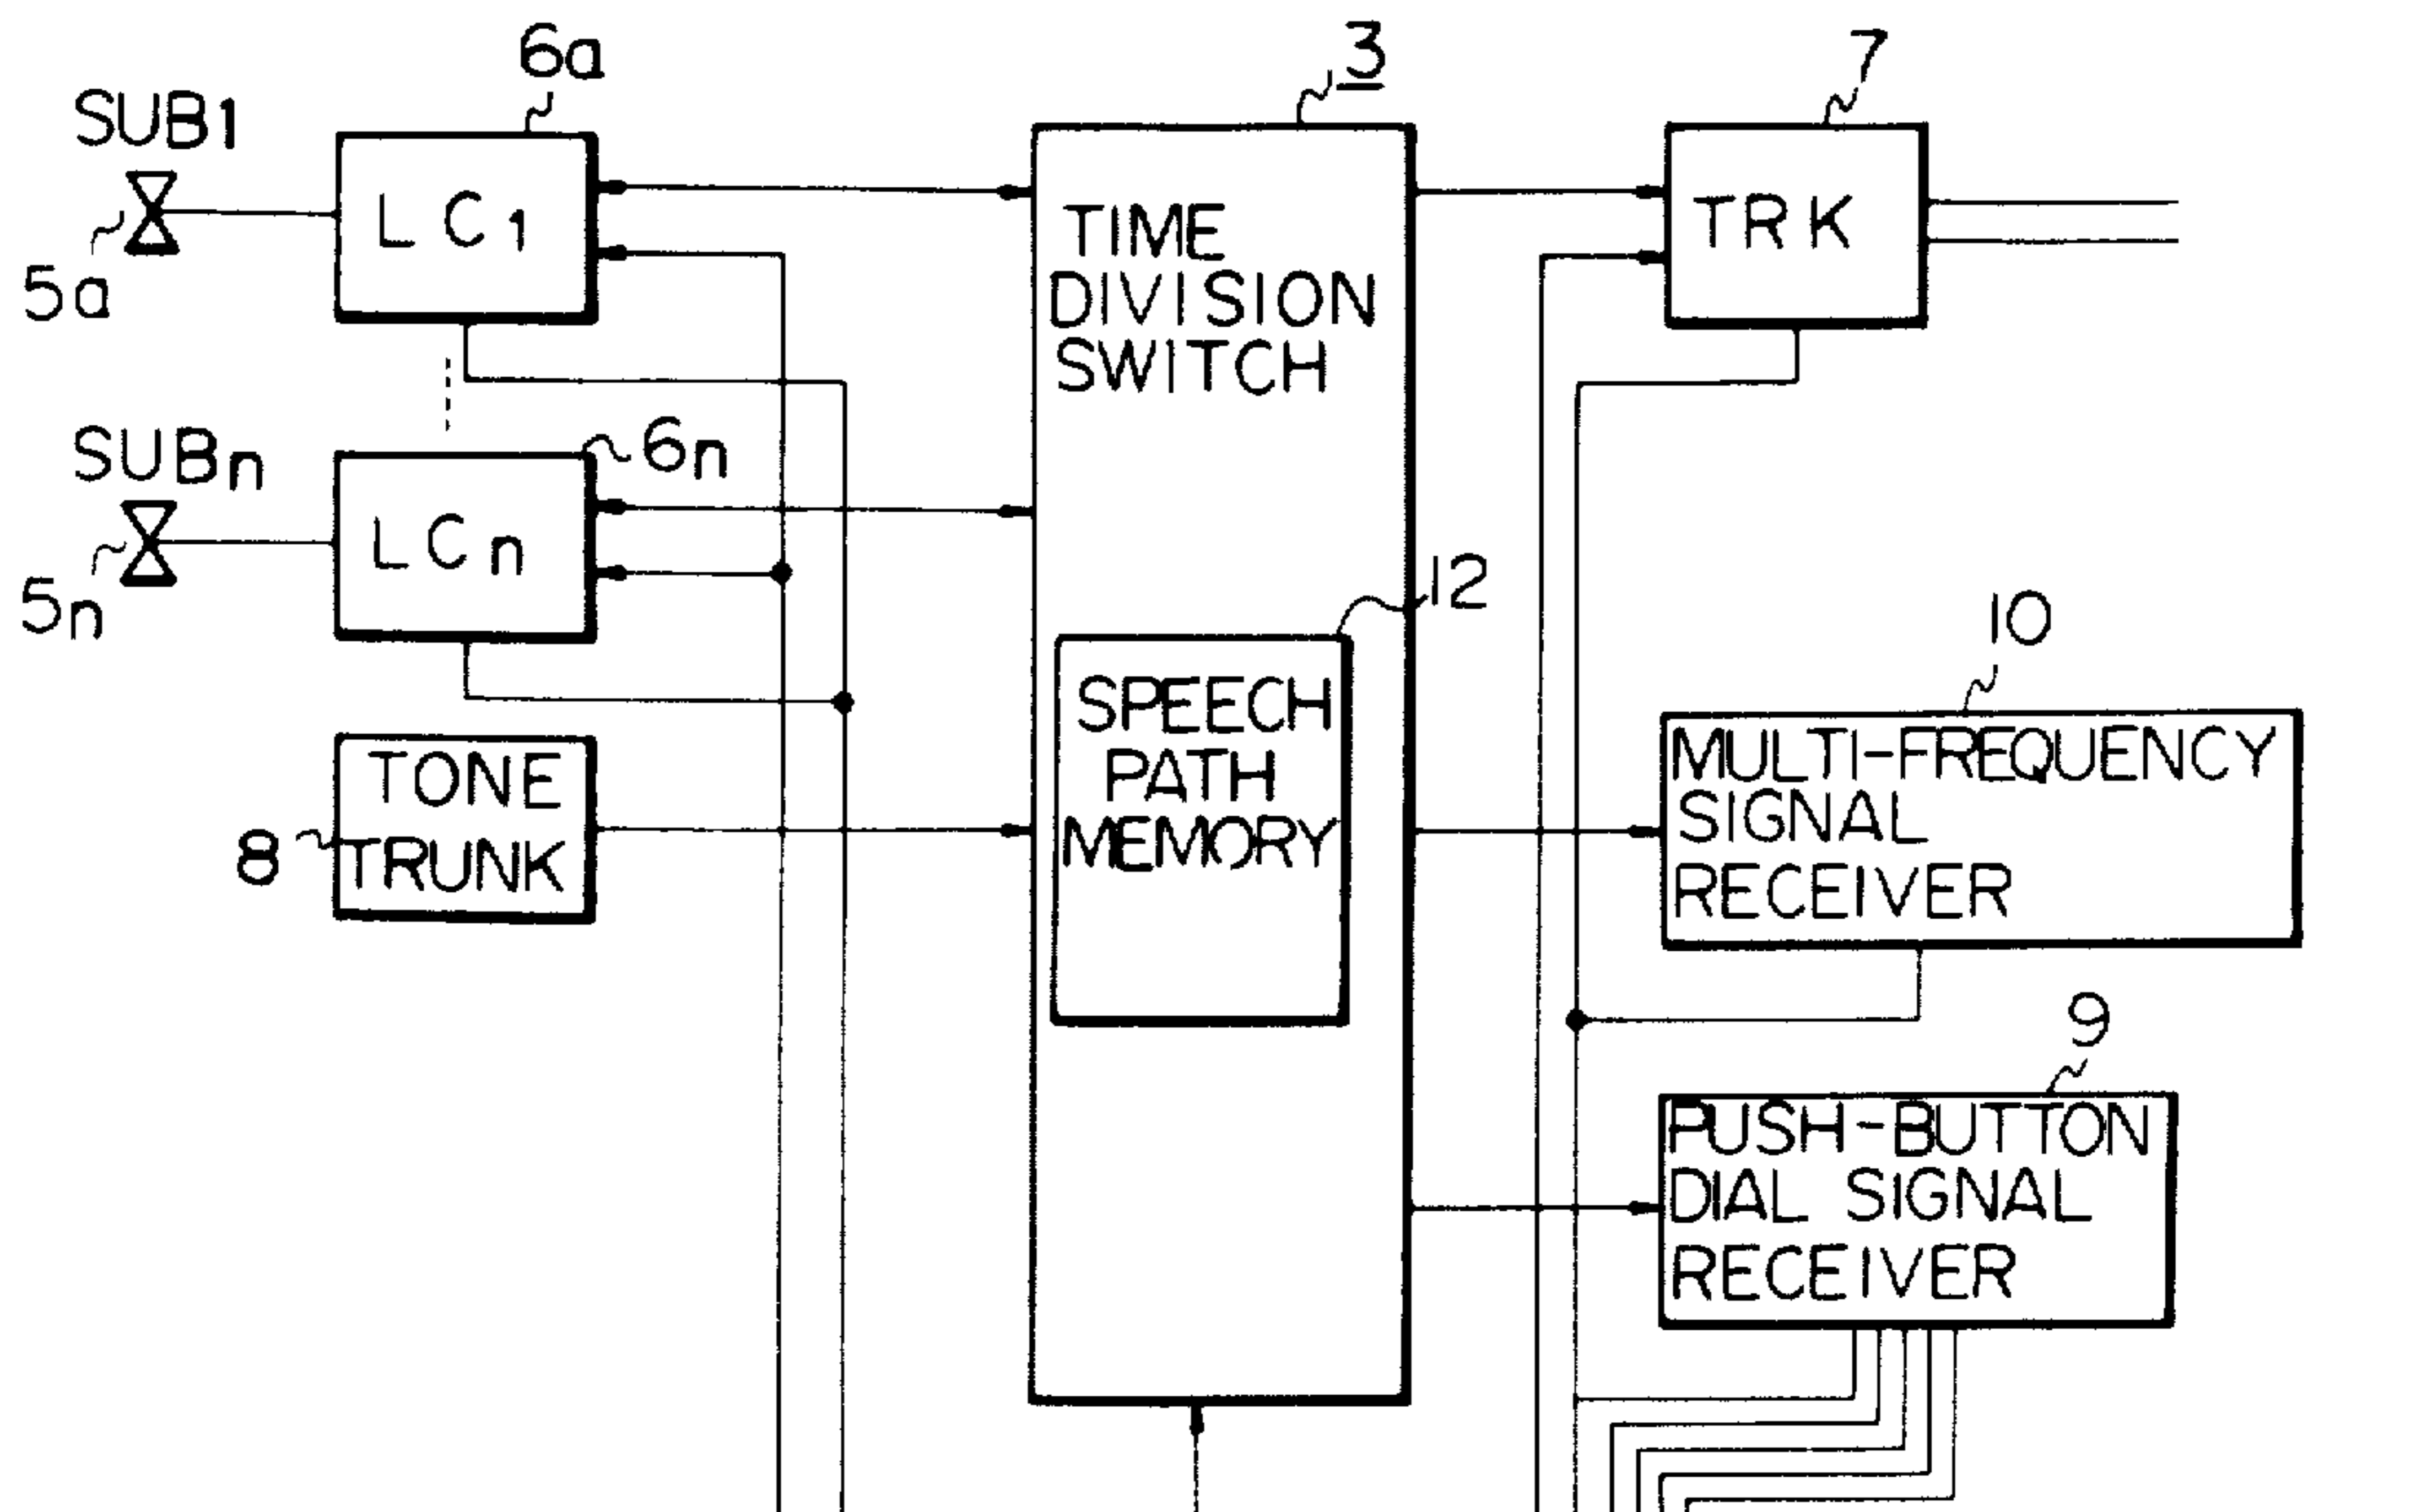 6a
3
7
SUB1
LC1
TRK
5a
TIME
DIVISION
SWITCH
SUBn
6n
LCn
5n
12
10
SPEECH
PATH
MEMORY
TONE
TRUNK
8
MULTI-FREQUENCY
SIGNAL
RECEIVER
9
PUSH-BUTTON
DIAL SIGNAL
RECEIVER